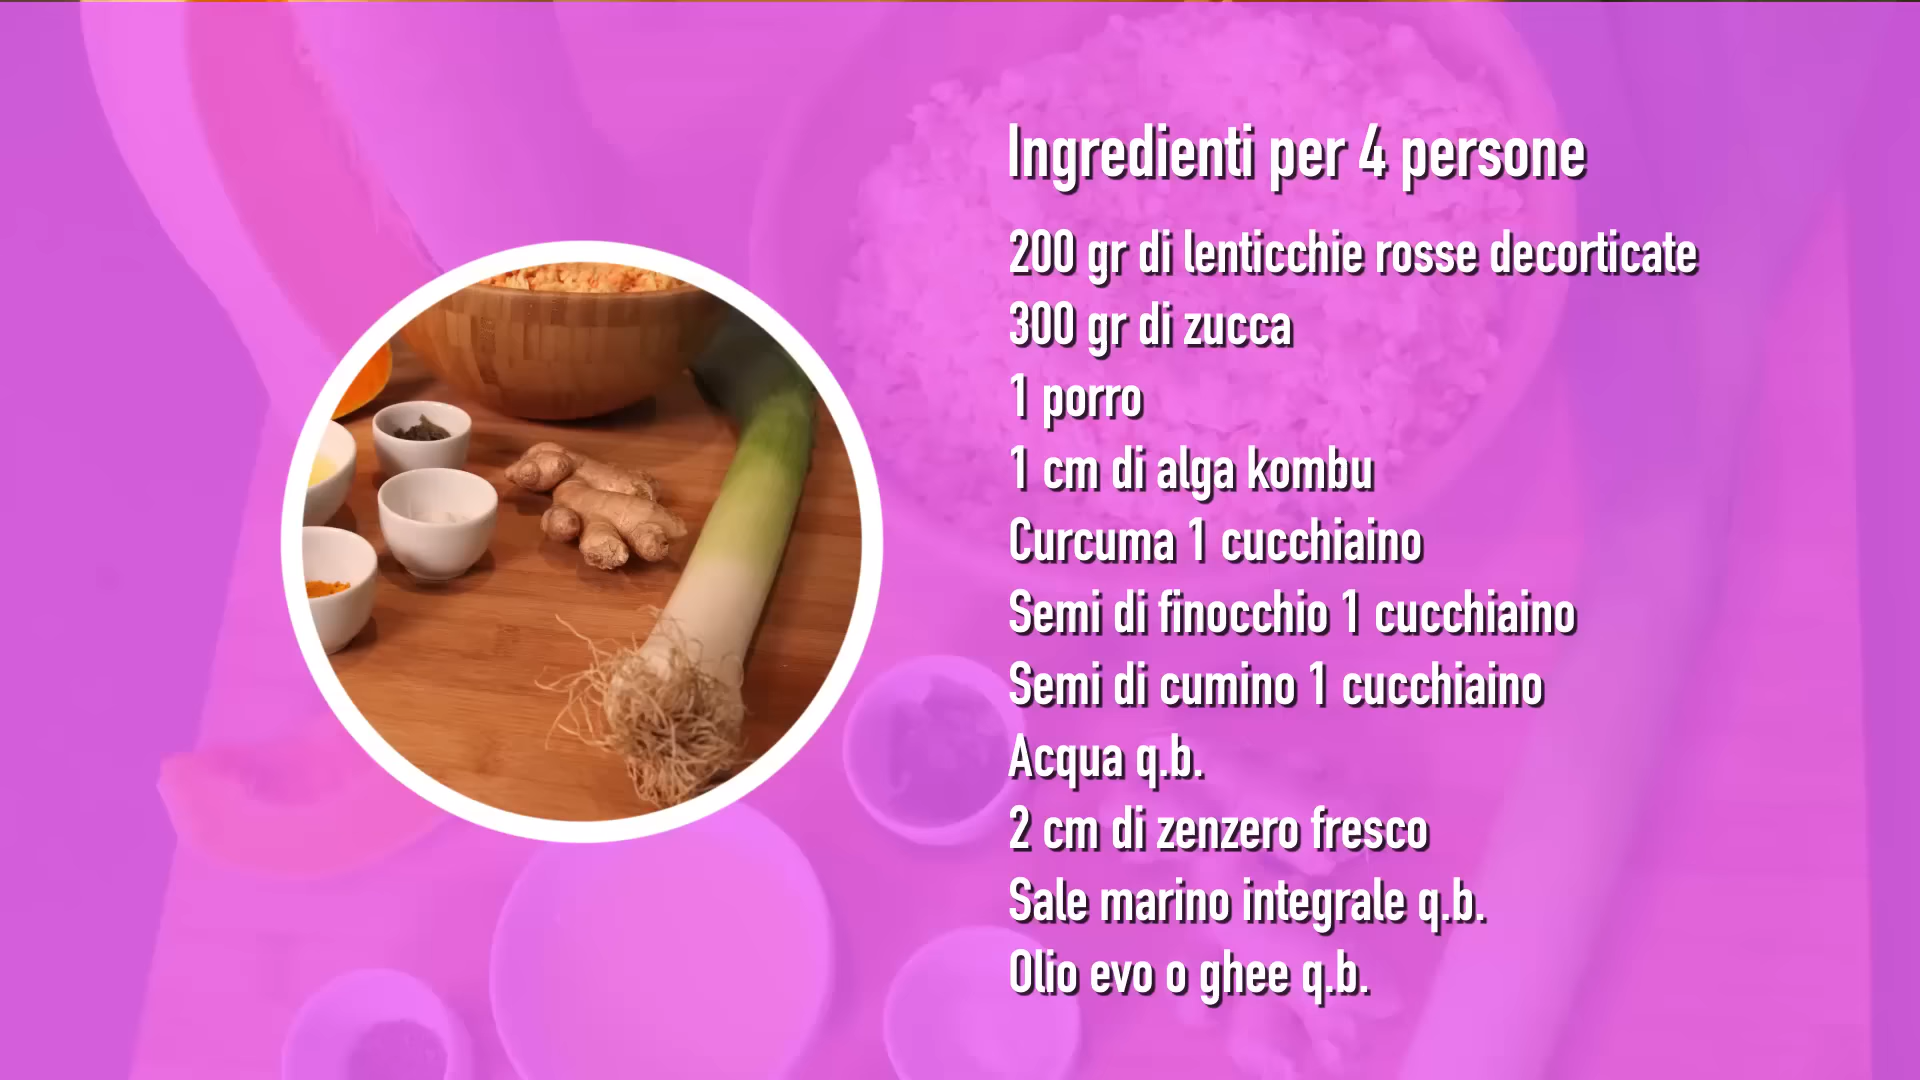 Ingredienti per 4 persone
200 gr di lenticchie rosse decorticate
300 gr di zucca
1 porro
1 cm di alga kombu
Curcuma 1 cucchiaino
Semi di finocchio 1 cucchiaino
Semi di cumino 1 cucchiaino
Acqua q.b.
2 cm di zenzero fresco
Sale marino integrale q.b.
Olio evo o ghee q.b.